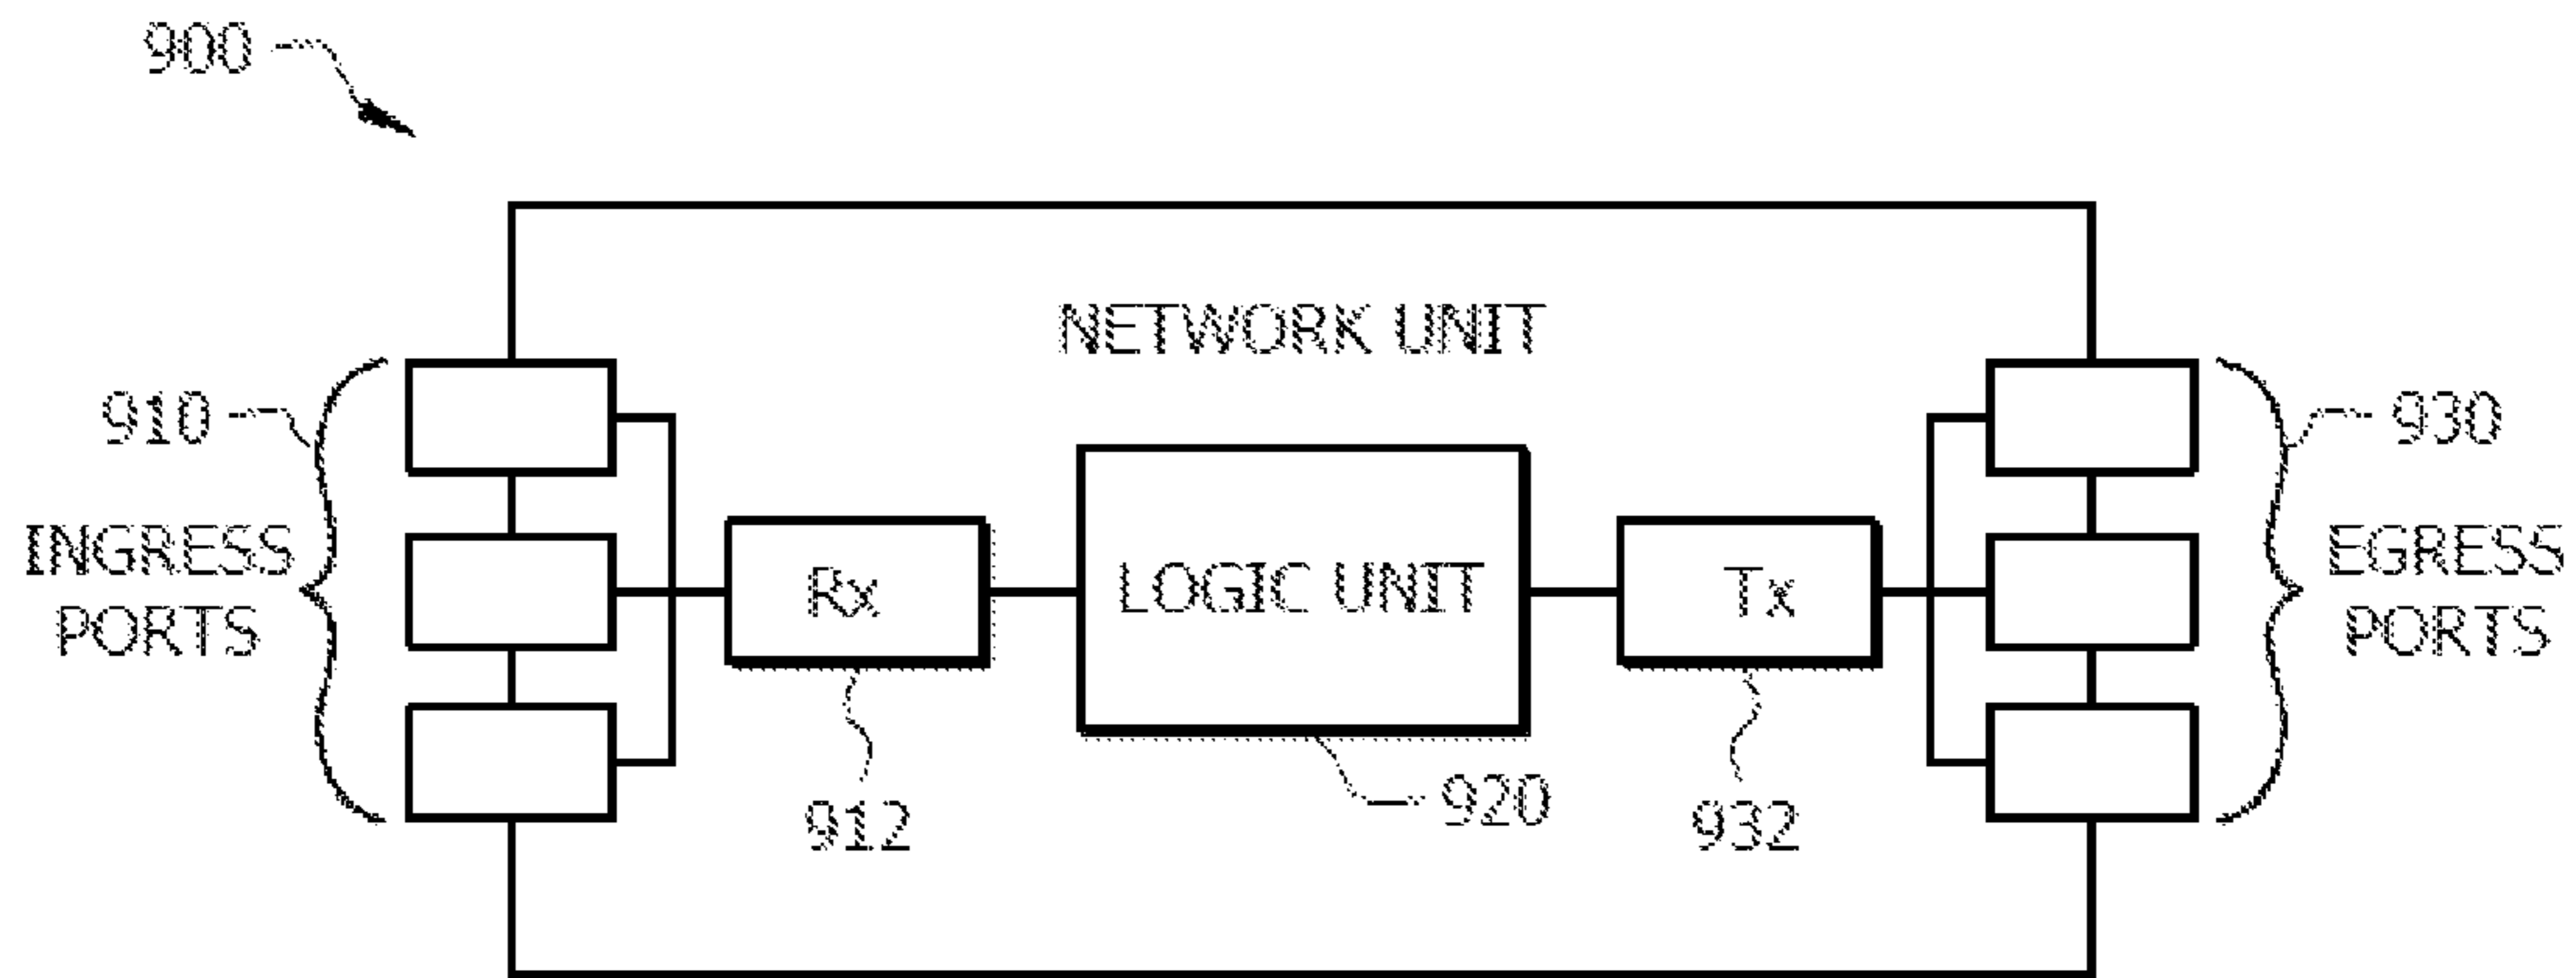 900
NETWORK UNIT
910
930
INGRESS
PORTS
Rx
LOGIC UNIT
Tx
EGRESS
PORTS
912
920
932